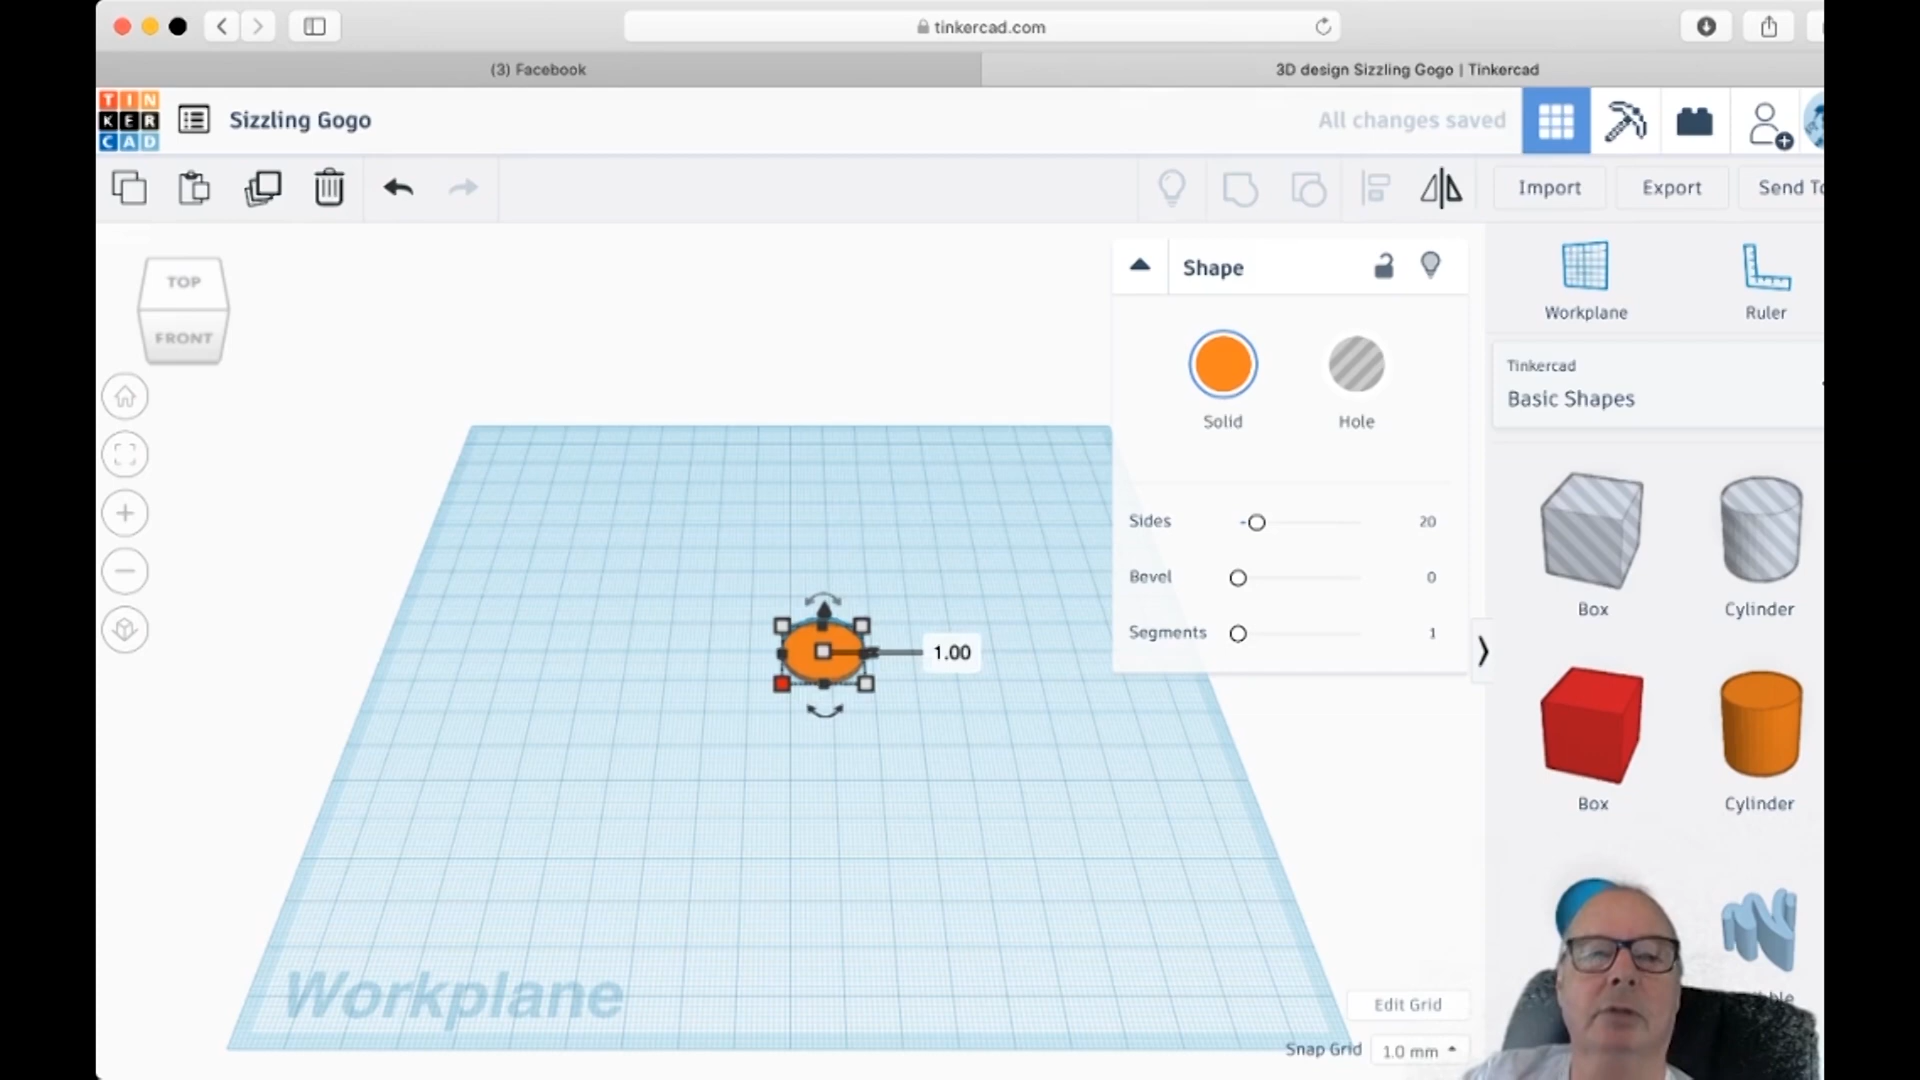 tinkercad.com
(3) Facebook
3D design Sizzling Gogo | Tinkercad
TIN
KER
CAD
Sizzling Gogo
All changes saved
Import
Export
Send To
TOP
FRONT
Shape
Solid
Hole
Sides 20
Bevel 0
Segments 1
Workplane
Ruler
Tinkercad
Basic Shapes
Box
Cylinder
1.00
Box
Cylinder
Workplane
Edit Grid
Snap Grid 1.0 mm